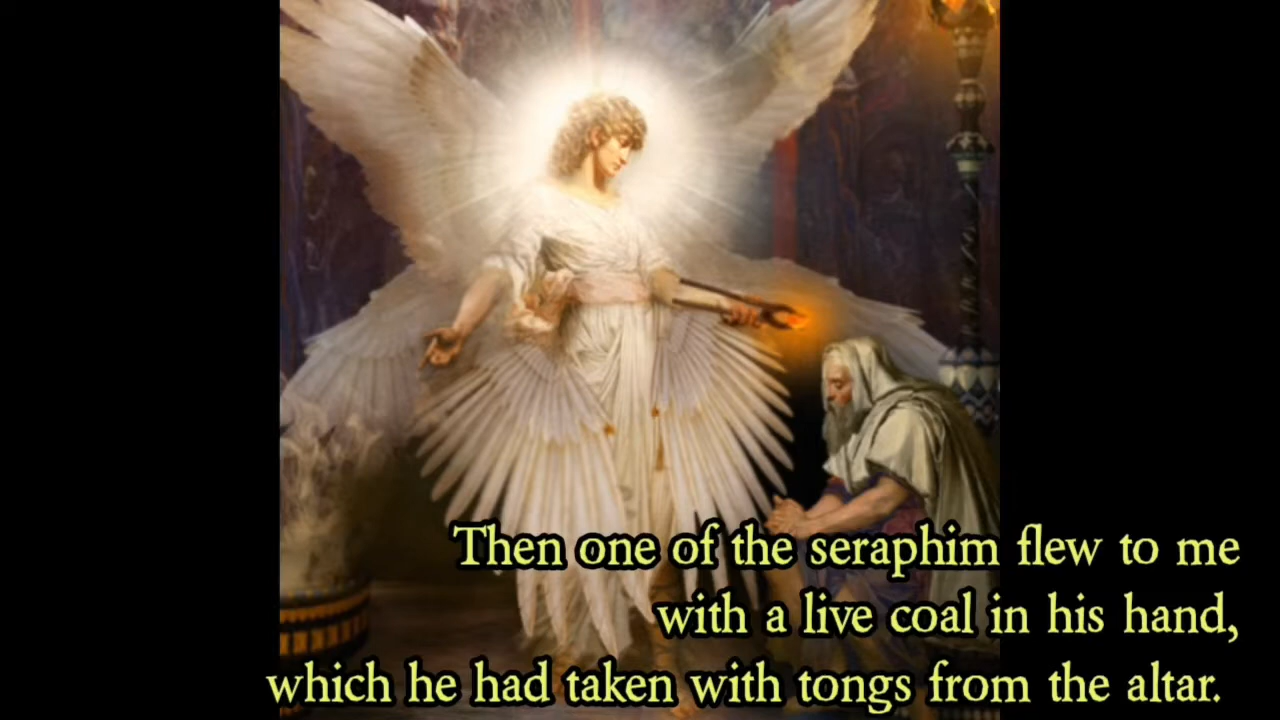 Then one of the seraphim flew to me
with a live coal in his hand,
which he had taken with tongs from the altar.